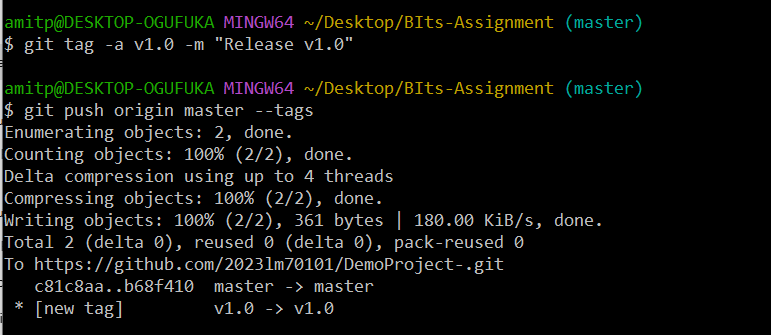 amitp@DESKTOP-OGUFUKA MINGW64 ~/Desktop/BIts-Assignment (master)
$ git tag -a v1.0 -m "Release v1.0"
amitp@DESKTOP-OGUFUKA MINGW64 ~/Desktop/BIts-Assignment (master)
$ git push origin master --tags
Enumerating objects: 2, done.
Counting objects: 100% (2/2), done.
Delta compression using up to 4 threads
Compressing objects: 100% (2/2), done.
Writing objects: 100% (2/2), 361 bytes | 180.00 KiB/s, done.
Total 2 (delta 0), reused 0 (delta 0), pack-reused 0
To https://github.com/2023lm70101/DemoProject-.git
   c81c8aa..b68f410  master -> master
 * [new tag]         v1.0 -> v1.0